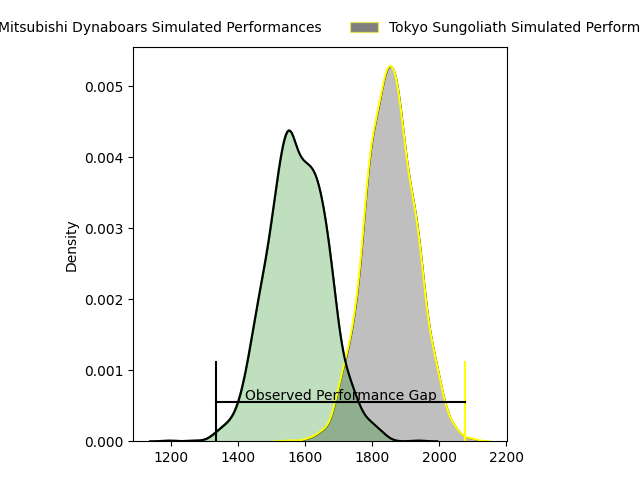 Mitsubishi Dynaboars Simulated Performances
Tokyo Sungoliath Simulated Perform
0.005
0.004
0.003
0.002
0.001
0.000
Density
Observed Performance Gap
1200 1400 1600 1800 2000 2200